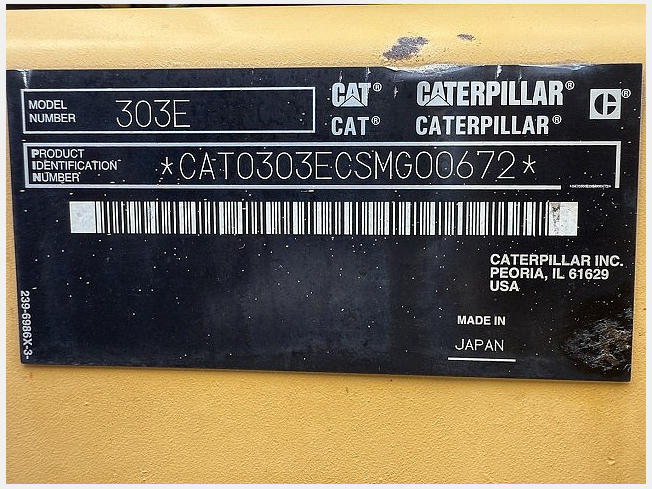 MODEL
NUMBER
303E
CAT® CATERPILLAR® C®
CAT® CATERPILLAR®
PRODUCT
IDENTIFICATION
NUMBER
*CAT0303ECSMG00672*
CATERPILLAR INC.
PEORIA, IL 61629
USA
MADE IN
JAPAN
239-6986X-3